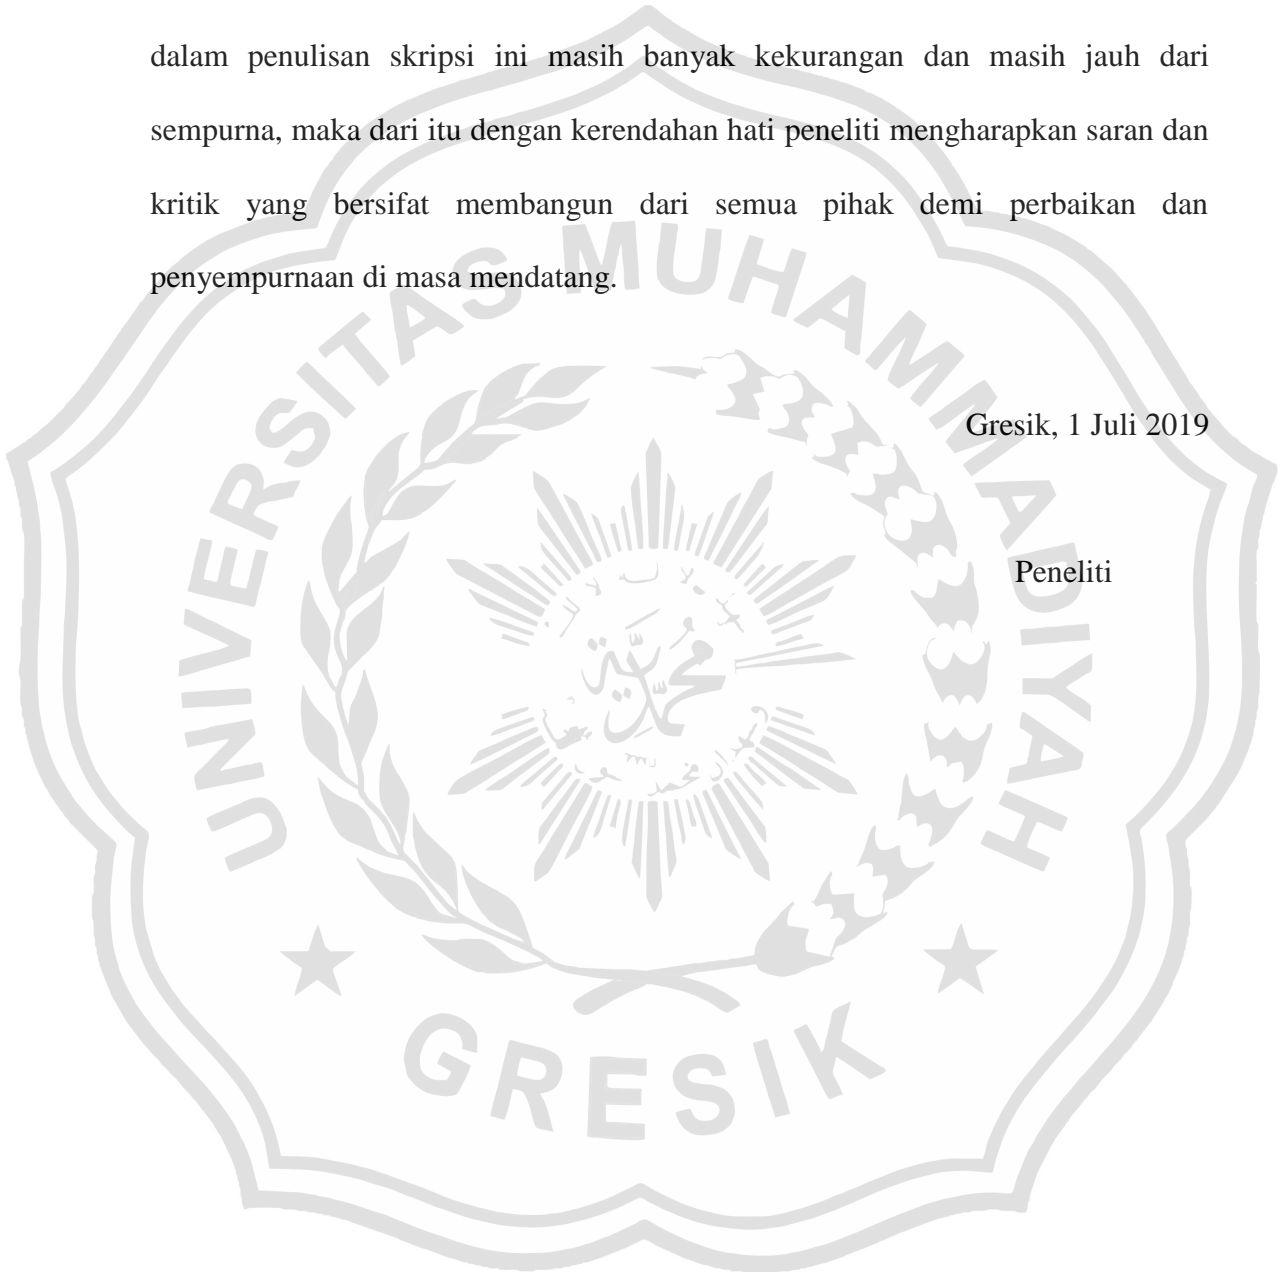 dalam penulisan skripsi ini masih banyak kekurangan dan masih jauh dari
sempurna, maka dari itu dengan kerendahan hati peneliti mengharapkan saran dan
kritik yang bersifat membangun dari semua pihak demi perbaikan dan
penyempurnaan di masa mendatang.
Gresik, 1 Juli 2019
Peneliti
UNIVERSITAS MUHAMMADIYAH
محمدية
GRESIK